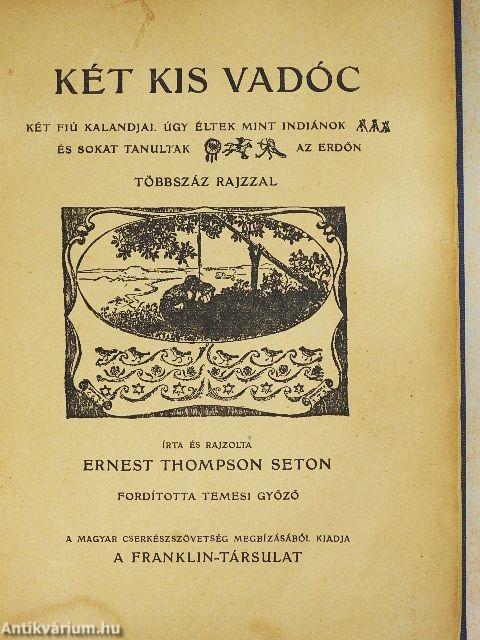 KÉT KIS VADÓC
KÉT FIÚ KALANDJAI. ÚGY ÉLTEK MINT INDIÁNOK
ÉS SOKAT TANULTAK AZ ERDŐN
TÖBBSZÁZ RAJZZAL
ÍRTA ÉS RAJZOLTA
ERNEST THOMPSON SETON
FORDÍTOTTA TEMESI GYŐZŐ
A MAGYAR CSERKÉSZSZÖVETSÉG MEGBÍZÁSÁBÓL KIADJA
A FRANKLIN-TÁRSULAT
Antikvárium.hu